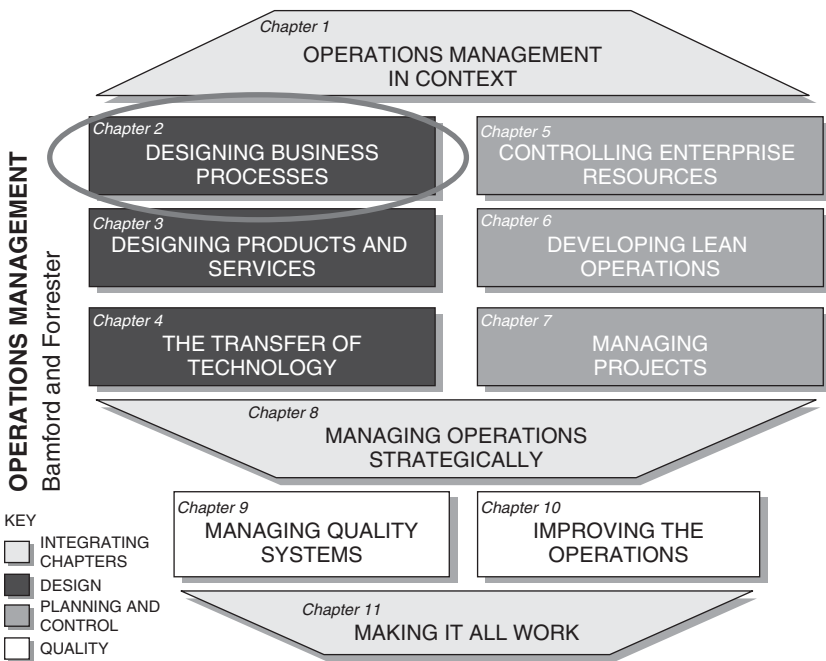 Chapter 1
OPERATIONS MANAGEMENT
IN CONTEXT
Chapter 2
DESIGNING BUSINESS
PROCESSES
Chapter 5
CONTROLLING ENTERPRISE
RESOURCES
Chapter 3
DESIGNING PRODUCTS AND
SERVICES
Chapter 6
DEVELOPING LEAN
OPERATIONS
Chapter 4
THE TRANSFER OF
TECHNOLOGY
Chapter 7
MANAGING
PROJECTS
Chapter 8
MANAGING OPERATIONS
STRATEGICALLY
Chapter 9
MANAGING QUALITY
SYSTEMS
Chapter 10
IMPROVING THE
OPERATIONS
Chapter 11
MAKING IT ALL WORK
OPERATIONS MANAGEMENT
Bamford and Forrester
KEY
INTEGRATING
CHAPTERS
DESIGN
PLANNING AND
CONTROL
QUALITY